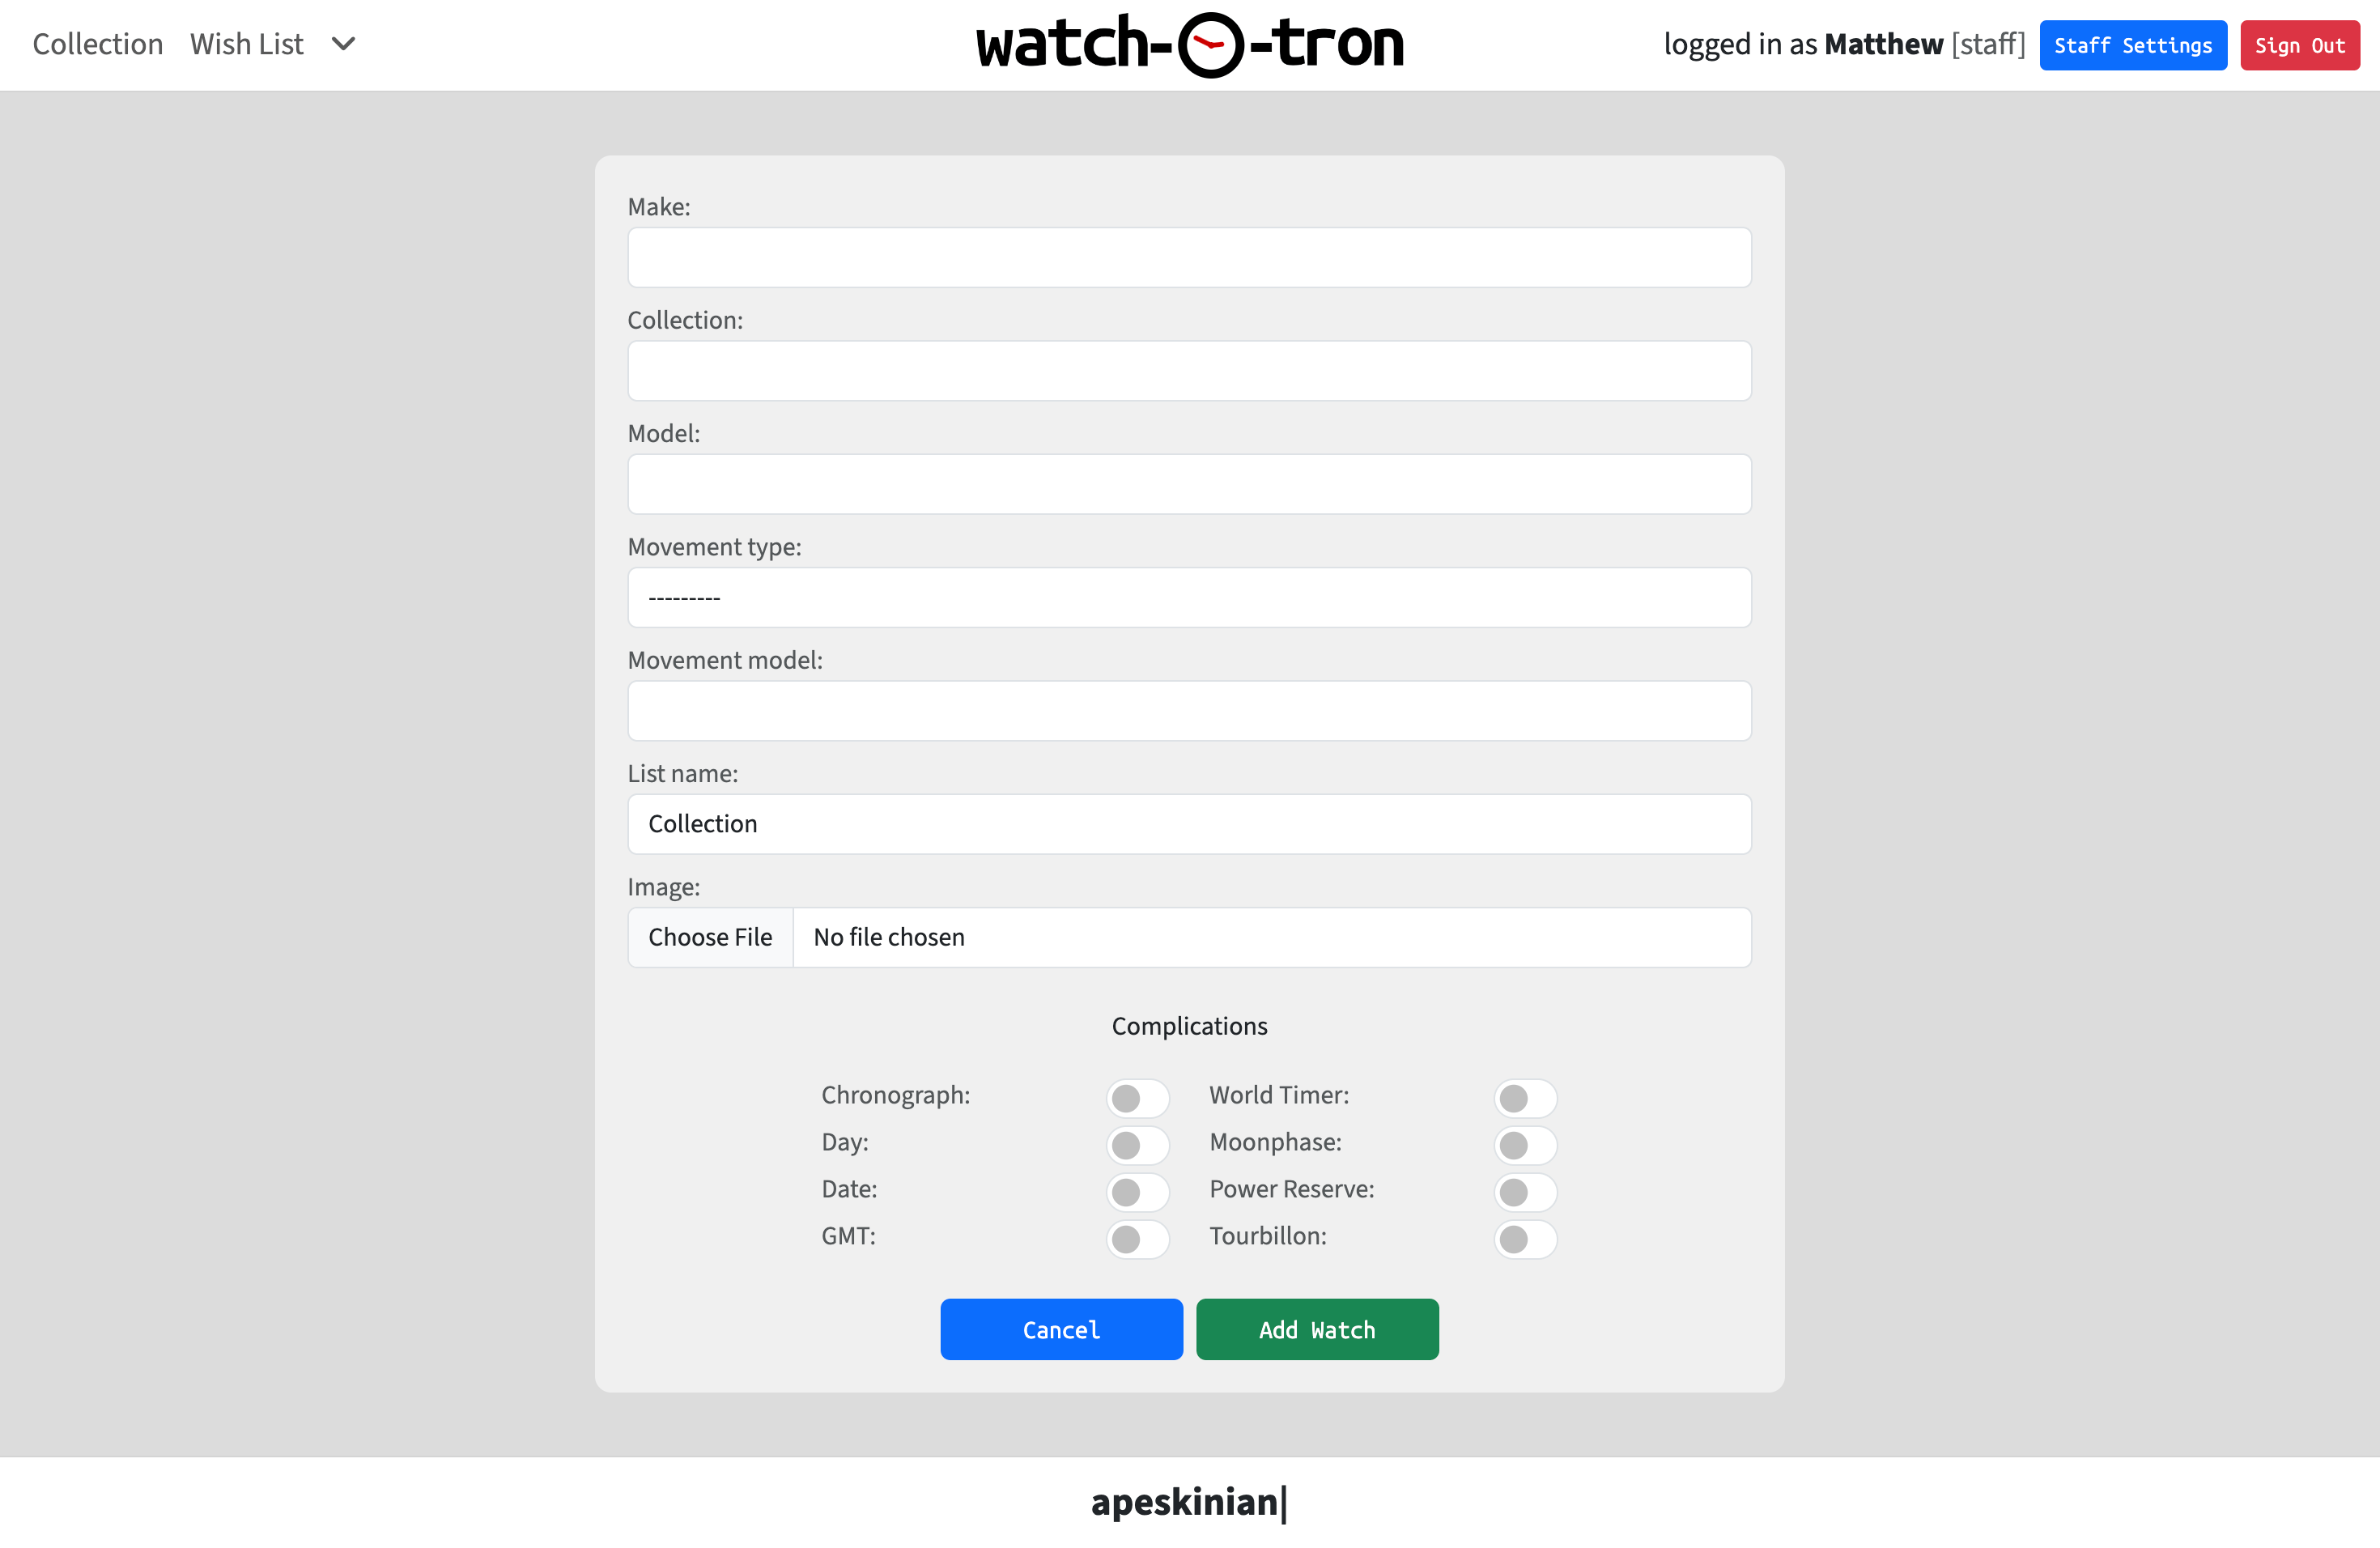 Collection Wish List
watch-O-tron
logged in as Matthew [staff] Staff Settings Sign Out
Make:
Collection:
Model:
Movement type:
---------
Movement model:
List name:
Collection
Image:
Choose File No file chosen
Complications
Chronograph: World Timer:
Day: Moonphase:
Date: Power Reserve:
GMT: Tourbillon:
Cancel Add Watch
apeskinian|